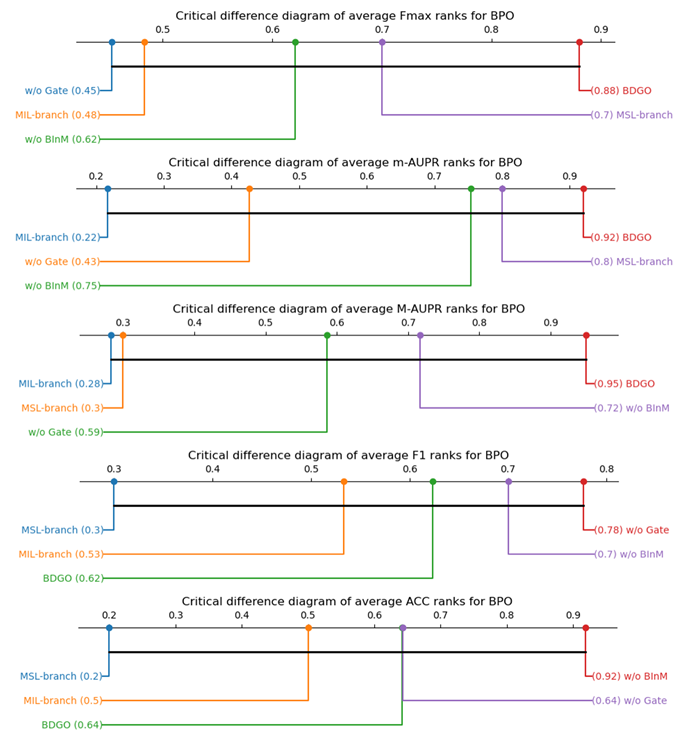 Critical difference diagram of average Fmax ranks for BPO
0.5 0.6 0.7 0.8 0.9
w/o Gate (0.45) (0.88) BDGO
MIL-branch (0.48) (0.7) MSL-branch
w/o BInM (0.62)
Critical difference diagram of average m-AUPR ranks for BPO
0.2 0.3 0.4 0.5 0.6 0.7 0.8 0.9
MIL-branch (0.22) (0.92) BDGO
w/o Gate (0.43) (0.8) MSL-branch
w/o BInM (0.75)
Critical difference diagram of average M-AUPR ranks for BPO
0.3 0.4 0.5 0.6 0.7 0.8 0.9
MIL-branch (0.28) (0.95) BDGO
MSL-branch (0.3) (0.72) w/o BInM
w/o Gate (0.59)
Critical difference diagram of average F1 ranks for BPO
0.3 0.4 0.5 0.6 0.7 0.8
MSL-branch (0.3) (0.78) w/o Gate
MIL-branch (0.53) (0.7) w/o BInM
BDGO (0.62)
Critical difference diagram of average ACC ranks for BPO
0.2 0.3 0.4 0.5 0.6 0.7 0.8 0.9
MSL-branch (0.2) (0.92) w/o BInM
MIL-branch (0.5) (0.64) w/o Gate
BDGO (0.64)